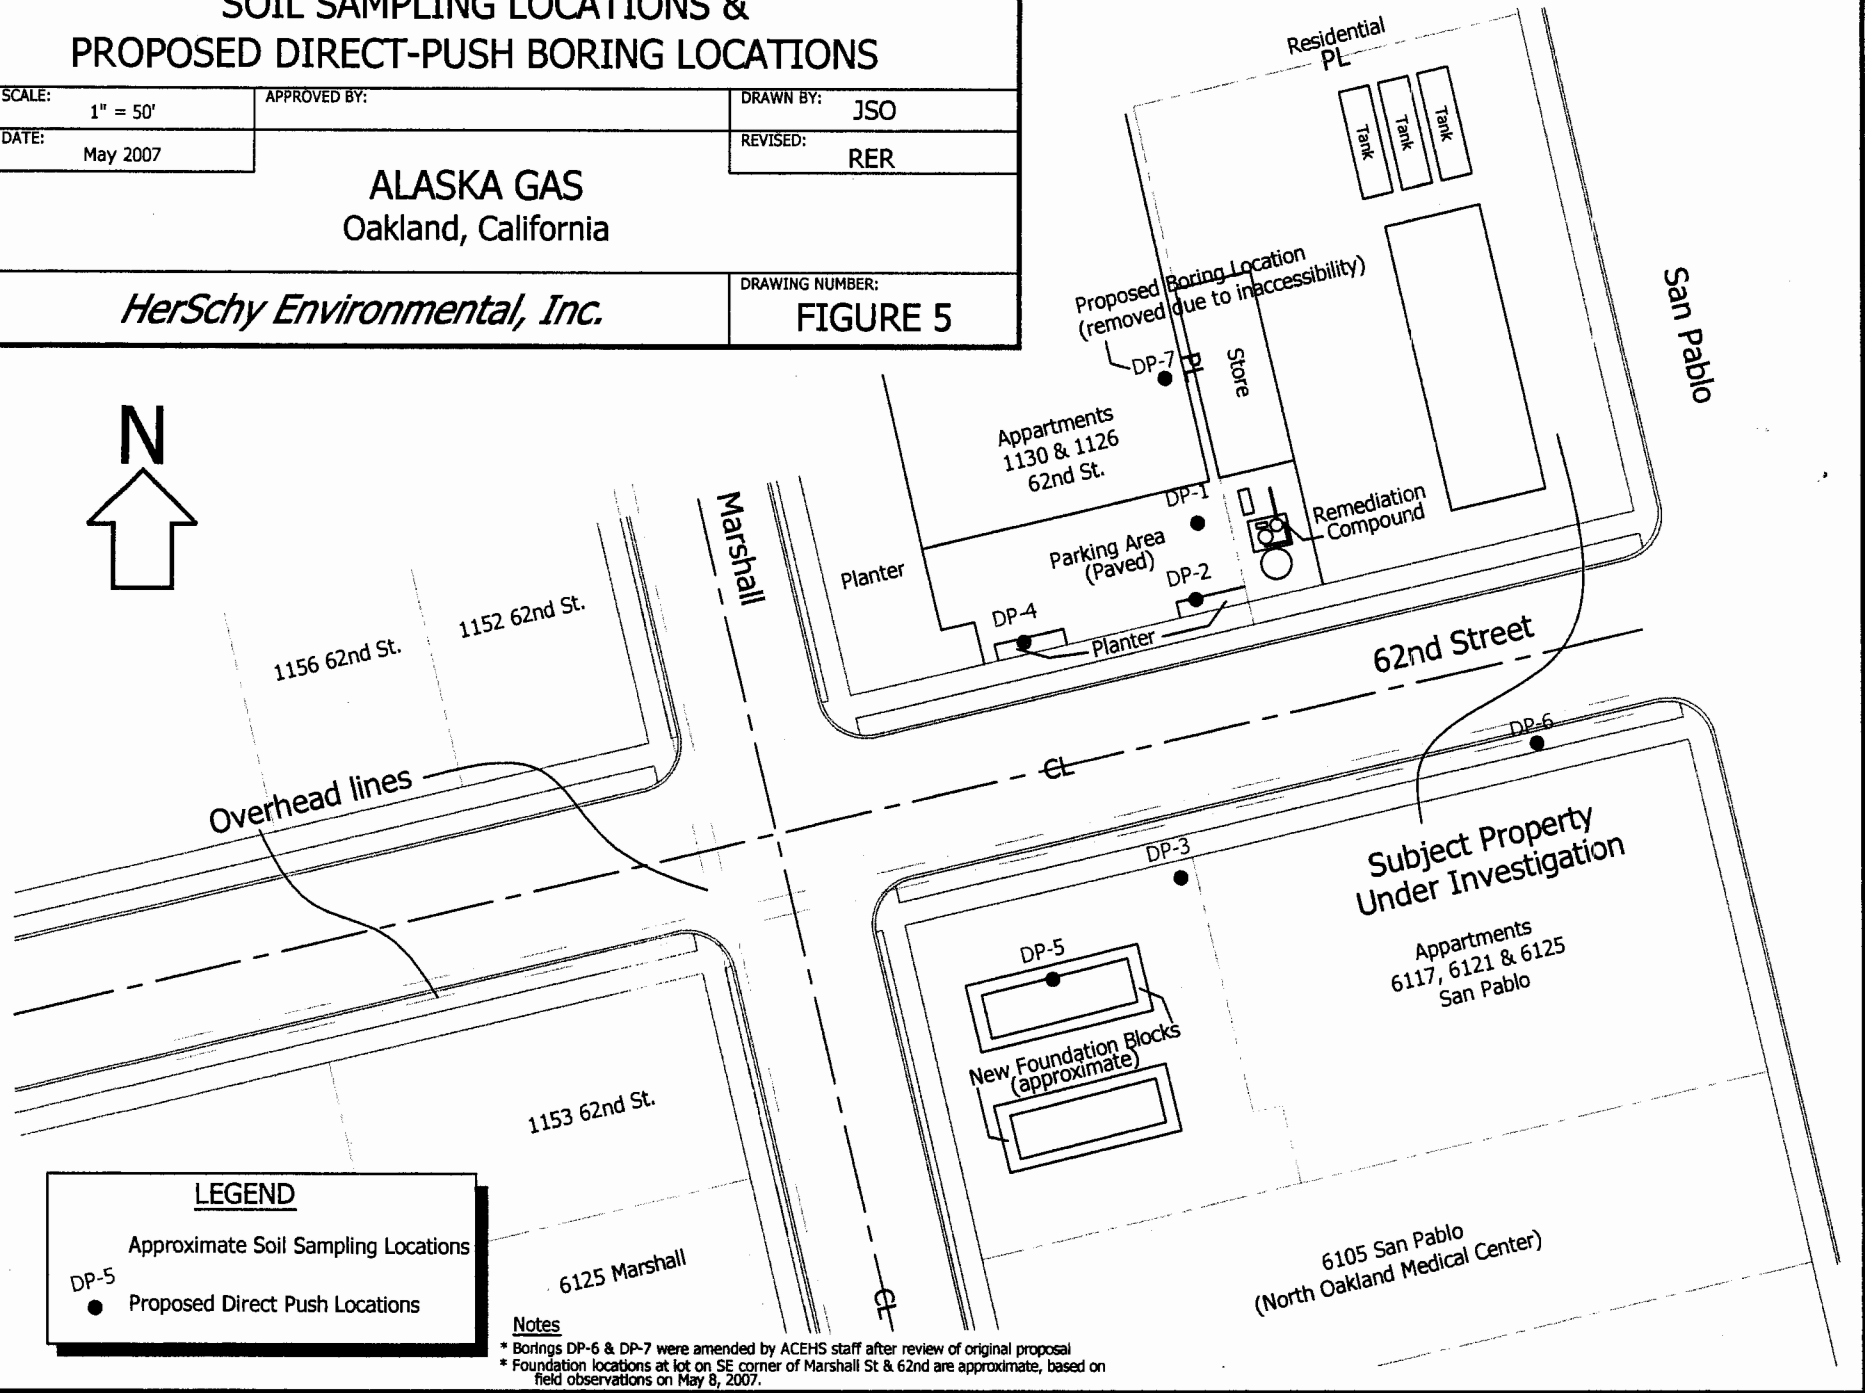 SOIL SAMPLING LOCATIONS &
PROPOSED DIRECT-PUSH BORING LOCATIONS
SCALE:
1" = 50'
APPROVED BY:
DRAWN BY:
JSO
DATE:
May 2007
REVISED:
RER
ALASKA GAS
Oakland, California
HerSchy Environmental, Inc.
DRAWING NUMBER:
FIGURE 5
N
Residential
PL
Tank
Tank
Tank
San Pablo
Proposed Boring Location
(removed due to inaccessibility)
DP-7
PL
Store
Appartments
1130 & 1126
62nd St.
DP-1
Remediation
Compound
Parking Area
(Paved)
DP-2
Planter
DP-4
Planter
Marshall
1152 62nd St.
1156 62nd St.
62nd Street
CL
DP-6
Overhead lines
DP-3
Subject Property
Under Investigation
Appartments
6117, 6121 & 6125
San Pablo
DP-5
New Foundation Blocks
(approximate)
1153 62nd St.
6125 Marshall
CL
6105 San Pablo
(North Oakland Medical Center)
LEGEND
Approximate Soil Sampling Locations
DP-5
Proposed Direct Push Locations
Notes
* Borings DP-6 & DP-7 were amended by ACEHS staff after review of original proposal
* Foundation locations at lot on SE corner of Marshall St & 62nd are approximate, based on
field observations on May 8, 2007.